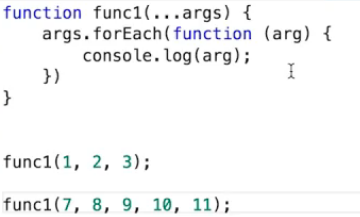 function func1(...args) {
    args.forEach(function (arg) {
        console.log(arg);
    })
}
func1(1, 2, 3);
func1(7, 8, 9, 10, 11);